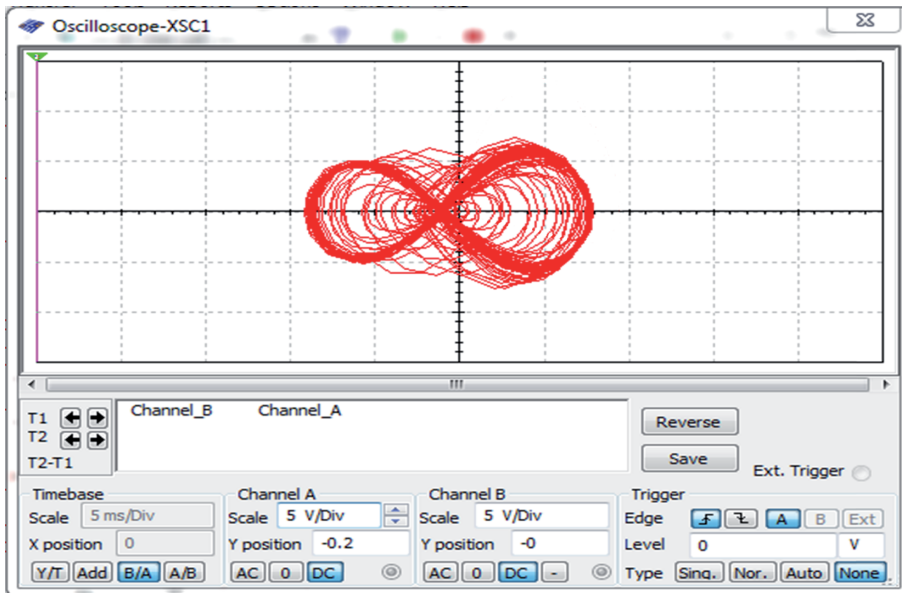 Oscilloscope-XSC1
T1
T2
T2-T1
Channel_B Channel_A
Reverse
Save
Ext. Trigger
Timebase
Scale 5 ms/Div
X position 0
Y/T Add B/A A/B
Channel A
Scale 5 V/Div
Y position -0.2
AC 0 DC
Channel B
Scale 5 V/Div
Y position -0
AC 0 DC -
Trigger
Edge A B Ext
Level 0 V
Type Sing. Nor. Auto None